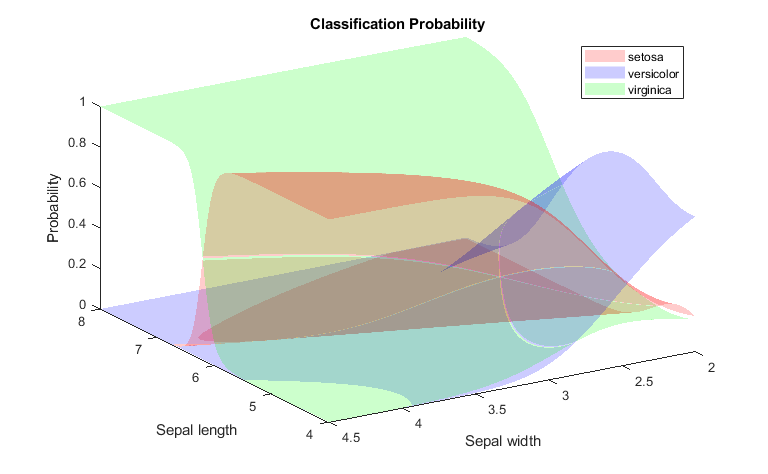 Classification Probability
setosa
versicolor
virginica
Probability
1
0.8
0.6
0.4
0.2
0
8
7
6
5
4
Sepal length
4.5
4
3.5
3
2.5
2
Sepal width